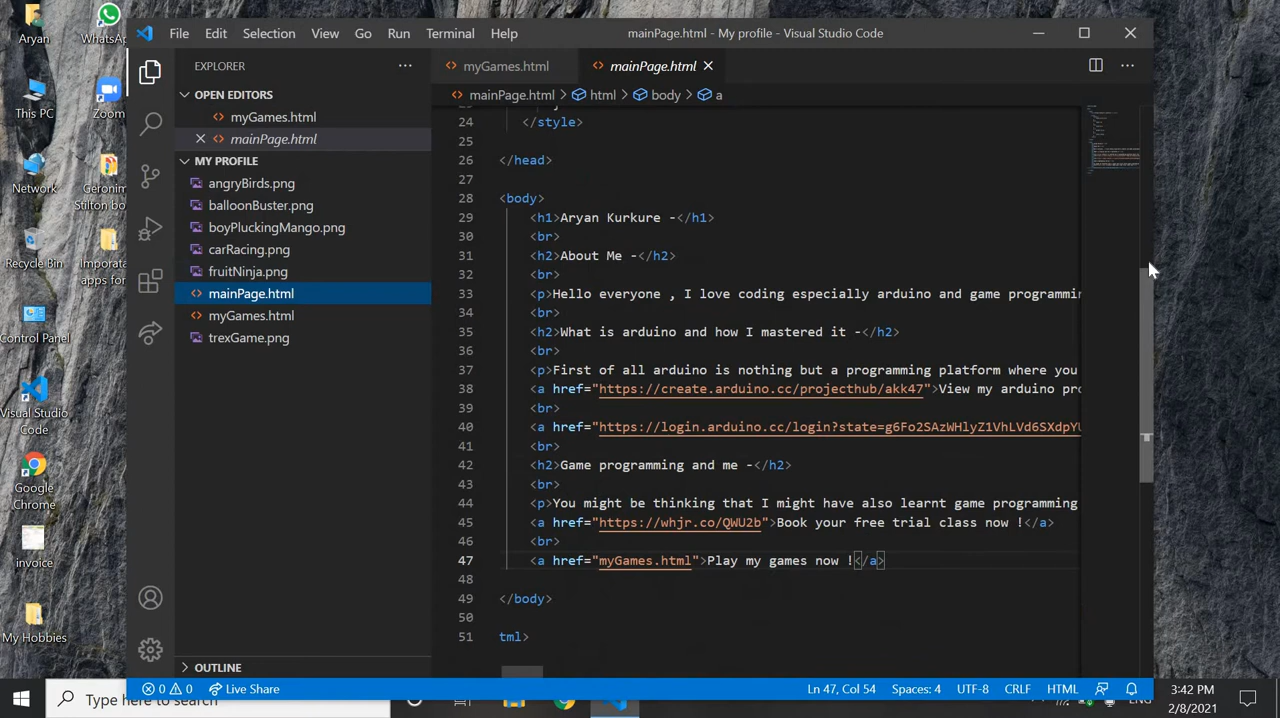 Aryan
WhatsAp
This PC
Zoom
Network
Geronim
Stilton bo
Recycle Bin
Importat
apps for
Control Panel
Visual Studio
Code
Google
Chrome
invoice
My Hobbies
File Edit Selection View Go Run Terminal Help
mainPage.html - My profile - Visual Studio Code
EXPLORER
OPEN EDITORS
myGames.html
mainPage.html
MY PROFILE
angryBirds.png
balloonBuster.png
boyPluckingMango.png
carRacing.png
fruitNinja.png
mainPage.html
myGames.html
trexGame.png
OUTLINE
myGames.html mainPage.html
mainPage.html > html > body > a
24 </style>
25
26 </head>
27
28 <body>
29 <h1>Aryan Kurkure -</h1>
30 <br>
31 <h2>About Me -</h2>
32 <br>
33 <p>Hello everyone , I love coding especially arduino and game programmin
34 <br>
35 <h2>What is arduino and how I mastered it -</h2>
36 <br>
37 <p>First of all arduino is nothing but a programming platform where you
38 <a href="https://create.arduino.cc/projecthub/akk47">View my arduino pro
39 <br>
40 <a href="https://login.arduino.cc/login?state=g6Fo2SAzWHlyZ1VhLVd6SXdpYU
41 <br>
42 <h2>Game programming and me -</h2>
43 <br>
44 <p>You might be thinking that I might have also learnt game programming
45 <a href="https://whjr.co/QWU2b">Book your free trial class now !</a>
46 <br>
47 <a href="myGames.html">Play my games now !</a>
48
49 </body>
50
51 tml>
0 0 Live Share
Ln 47, Col 54 Spaces: 4 UTF-8 CRLF HTML
Type here to search
3:42 PM
2/8/2021